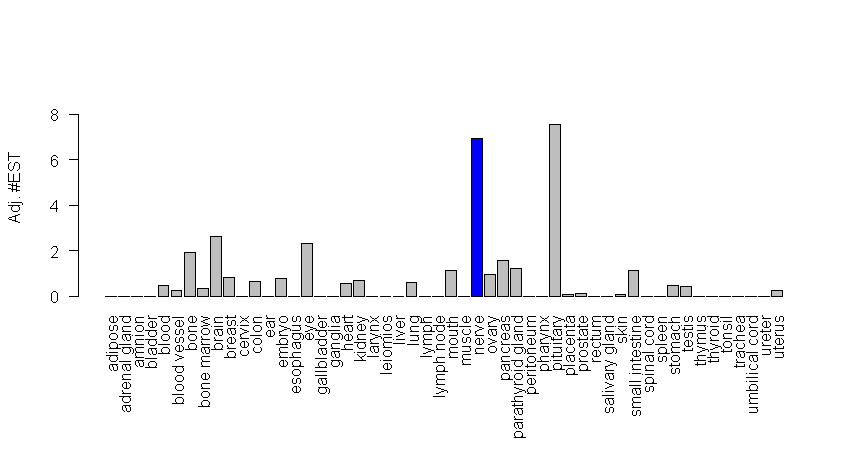 Adj. #EST
8
6
4
2
0
adipose
adrenal gland
amnion
bladder
blood
blood vessel
bone
bone marrow
brain
breast
cervix
colon
ear
embryo
esophagus
eye
gallbladder
ganglia
heart
kidney
larynx
leiomios
liver
lung
lymph
lymph node
mouth
muscle
nerve
ovary
pancreas
parathyroid gland
peritoneum
pharynx
pituitary
placenta
prostate
rectum
salivary gland
skin
small intestine
spinal cord
spleen
stomach
testis
thymus
thyroid
tonsil
trachea
umbilical cord
ureter
uterus